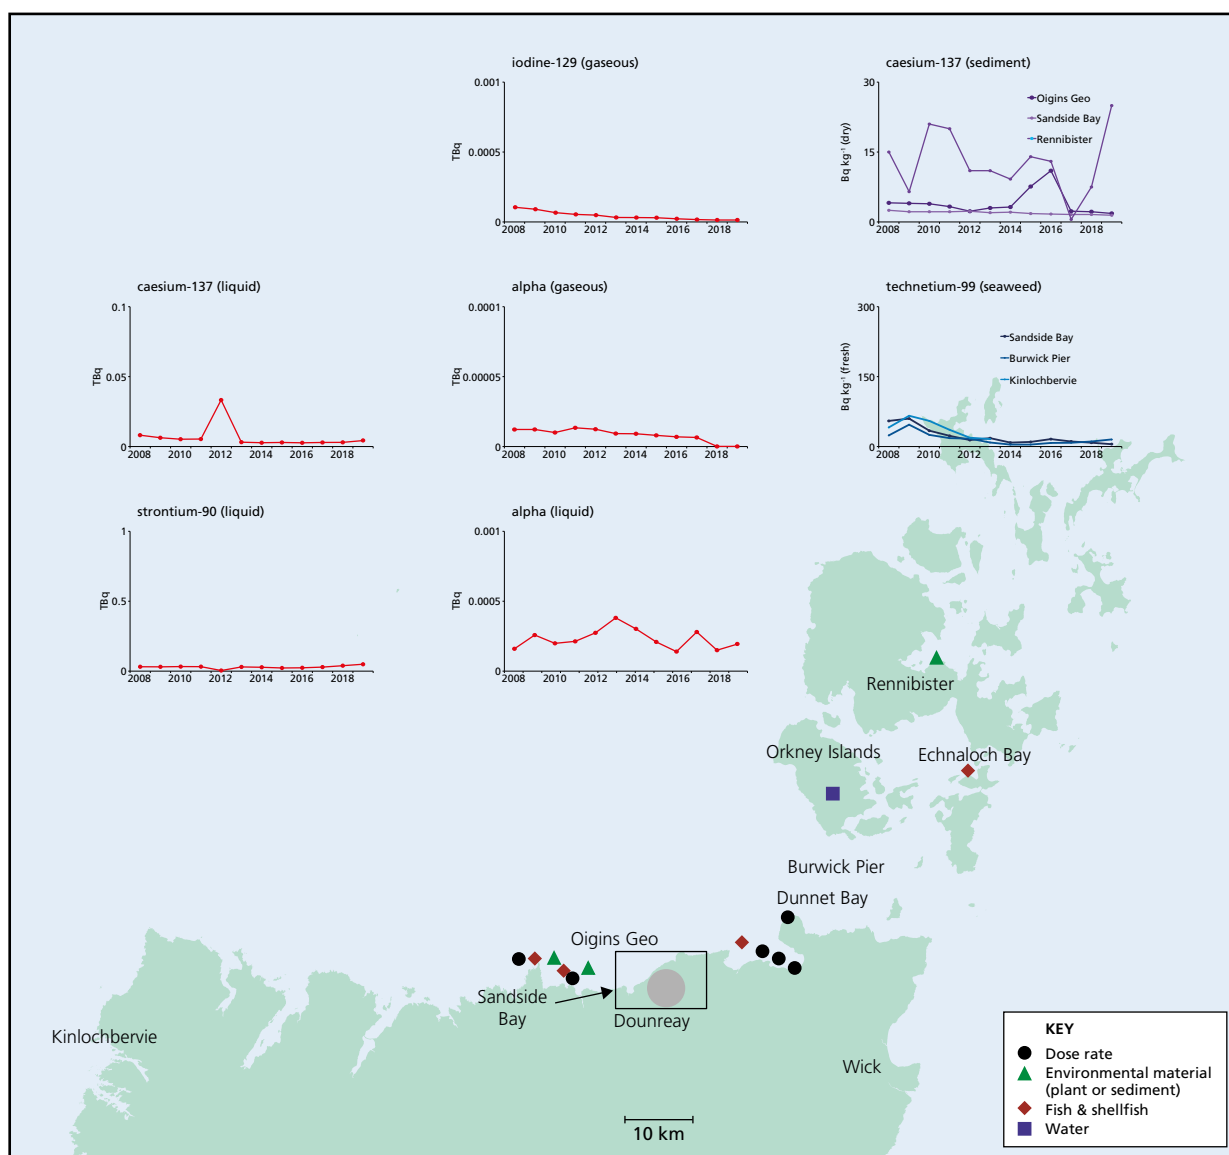 iodine-129 (gaseous)
0.001
0.0005
0
TBq
2008 2010 2012 2014 2016 2018
caesium-137 (sediment)
30
15
0
Bq kg⁻¹ (dry)
Oigins Geo
Sandside Bay
Rennibister
2008 2010 2012 2014 2016 2018
caesium-137 (liquid)
0.1
0.05
0
TBq
2008 2010 2012 2014 2016 2018
alpha (gaseous)
0.0001
0.00005
0
TBq
2008 2010 2012 2014 2016 2018
technetium-99 (seaweed)
300
150
0
Bq kg⁻¹ (fresh)
Sandside Bay
Burwick Pier
Kinlochbervie
2008 2010 2012 2014 2016 2018
strontium-90 (liquid)
1
0.5
0
TBq
2008 2010 2012 2014 2016 2018
alpha (liquid)
0.001
0.0005
0
TBq
2008 2010 2012 2014 2016 2018
Rennibister
Orkney Islands
Echnaloch Bay
Burwick Pier
Dunnet Bay
Oigins Geo
Sandside
Bay
Dounreay
Kinlochbervie
Wick
10 km
KEY
Dose rate
Environmental material
(plant or sediment)
Fish & shellfish
Water